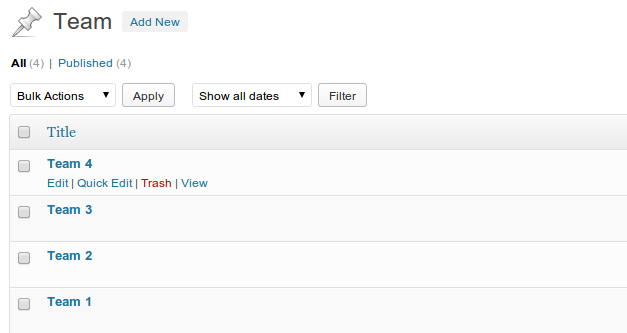 Team Add New
All (4) | Published (4)
Bulk Actions Apply Show all dates Filter
Title
Team 4
Edit | Quick Edit | Trash | View
Team 3
Team 2
Team 1